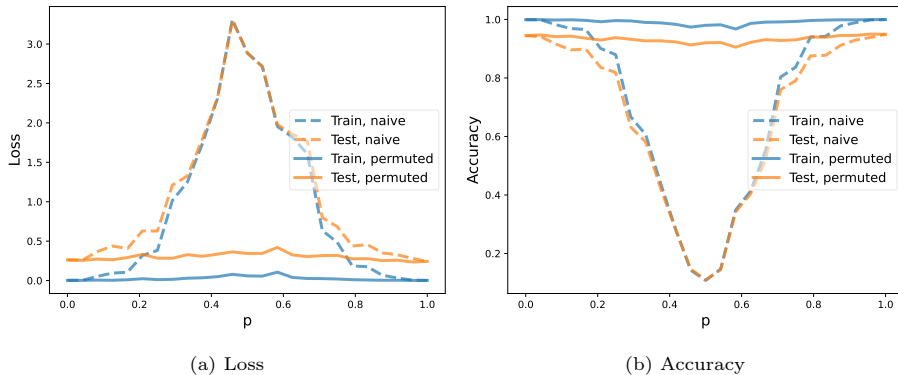 3.0
2.5
2.0
1.5
1.0
0.5
0.0
Loss
0.0 0.2 0.4 0.6 0.8 1.0
p
Train, naive
Test, naive
Train, permuted
Test, permuted
(a) Loss
1.0
0.8
0.6
0.4
0.2
Accuracy
0.0 0.2 0.4 0.6 0.8 1.0
p
Train, naive
Test, naive
Train, permuted
Test, permuted
(b) Accuracy